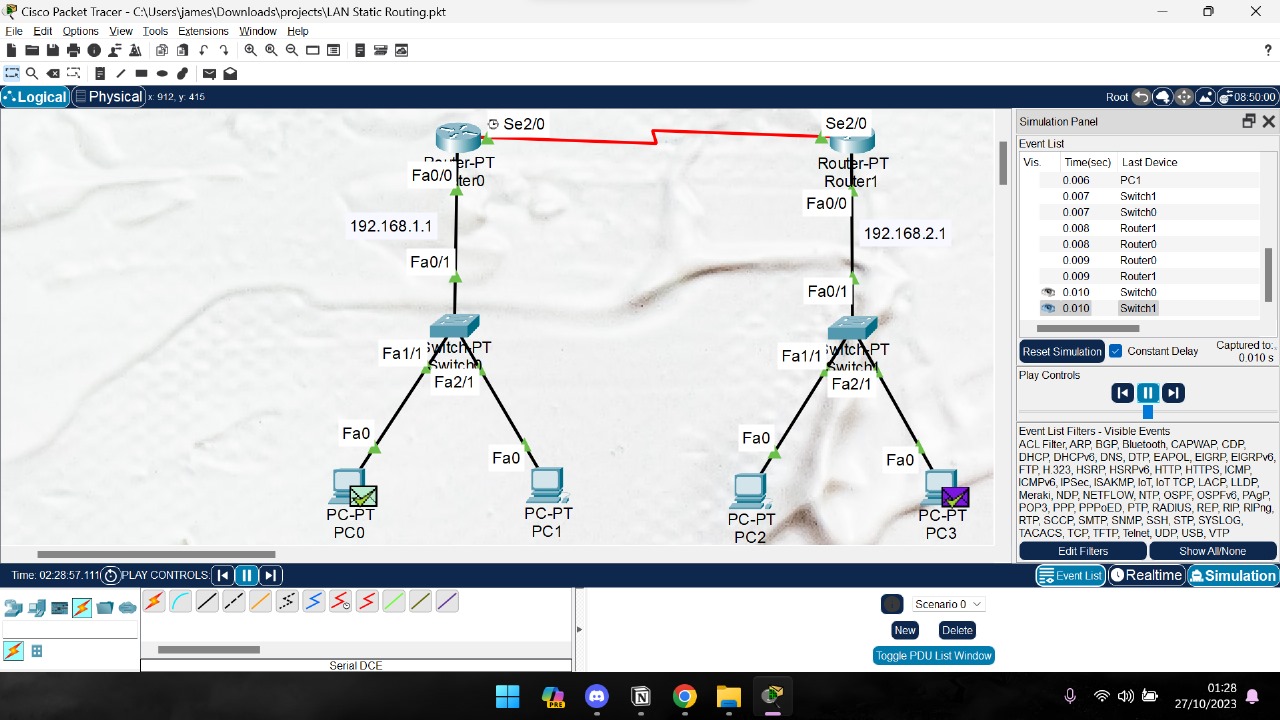 Cisco Packet Tracer - C:\Users\james\Downloads\projects\LAN Static Routing.pkt
File Edit Options View Tools Extensions Window Help
?
Logical Physical x: 912, y: 415
Root 08:50:00
Se2/0
Se2/0
Router-PT
Fa0/0
Router-PT
Router1
Fa0/0
192.168.1.1
192.168.2.1
Fa0/1
Fa0/1
Fa1/1
Switch-PT
Switch0
Fa2/1
Fa1/1
Switch-PT
Switch1
Fa2/1
Fa0
Fa0
Fa0
Fa0
PC-PT
PC0
PC-PT
PC1
PC-PT
PC2
PC-PT
PC3
Simulation Panel
Event List
Vis. Time(sec) Last Device
0.006 PC1
0.007 Switch1
0.007 Switch0
0.008 Router1
0.008 Router0
0.009 Router0
0.009 Router1
0.010 Switch0
0.010 Switch1
Reset Simulation Constant Delay Captured to:
0.010 s
Play Controls
Event List Filters - Visible Events
ACL Filter, ARP, BGP, Bluetooth, CAPWAP, CDP,
DHCP, DHCPv6, DNS, DTP, EAPOL, EIGRP, EIGRPv6,
FTP, H.323, HSRP, HSRPv6, HTTP, HTTPS, ICMP,
ICMPv6, IPSec, ISAKMP, IoT, IoT TCP, LACP, LLDP,
Meraki, NDP, NETFLOW, NTP, OSPF, OSPFv6, PAgP,
POP3, PPP, PPPoED, PTP, RADIUS, REP, RIP, RIPng,
RTP, SCCP, SMTP, SNMP, SSH, STP, SYSLOG,
TACACS, TCP, TFTP, Telnet, UDP, USB, VTP
Edit Filters Show All/None
Time: 02:28:57.111 PLAY CONTROLS:
Event List Realtime Simulation
Scenario 0
New Delete
Toggle PDU List Window
Serial DCE
PRE
01:28
27/10/2023